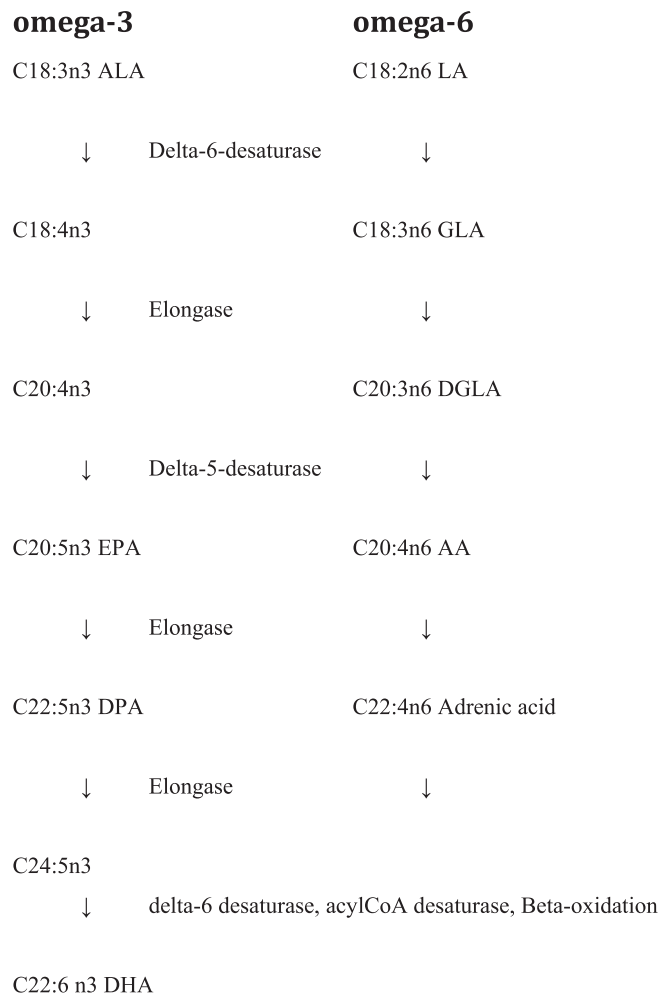 omega-3 omega-6
C18:3n3 ALA C18:2n6 LA
↓ Delta-6-desaturase ↓
C18:4n3 C18:3n6 GLA
↓ Elongase ↓
C20:4n3 C20:3n6 DGLA
↓ Delta-5-desaturase ↓
C20:5n3 EPA C20:4n6 AA
↓ Elongase ↓
C22:5n3 DPA C22:4n6 Adrenic acid
↓ Elongase ↓
C24:5n3
↓ delta-6 desaturase, acylCoA desaturase, Beta-oxidation
C22:6 n3 DHA